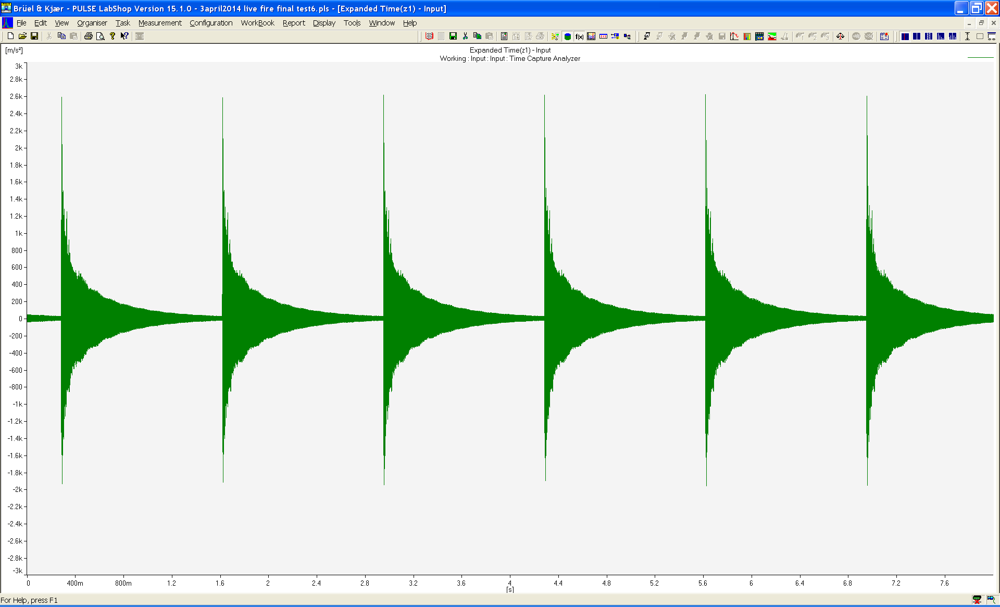 Brüel & Kjær - PULSE LabShop Version 15.1.0 - 3april2014 live fire final test6.pls - [Expanded Time(z1) - Input]
File Edit View Organiser Task Measurement Configuration WorkBook Report Display Tools Window Help
[m/s²]
Expanded Time(z1) - Input
Working : Input : Input : Time Capture Analyzer
3k
2.8k
2.6k
2.4k
2.2k
2k
1.8k
1.6k
1.4k
1.2k
1k
800
600
400
200
0
-200
-400
-600
-800
-1k
-1.2k
-1.4k
-1.6k
-1.8k
-2k
-2.2k
-2.4k
-2.6k
-2.8k
-3k
0 400m 800m 1.2 1.6 2 2.4 2.8 3.2 3.6 4 4.4 4.8 5.2 5.6 6 6.4 6.8 7.2 7.6
[s]
For Help, press F1